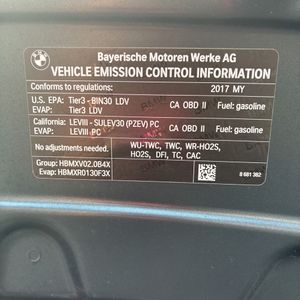 BMW
Bayerische Motoren Werke AG
VEHICLE EMISSION CONTROL INFORMATION
Conforms to regulations: 2017 MY
U.S. EPA: Tier3 - BIN30 LDV CA OBD II Fuel: gasoline
EVAP: Tier3 LDV
California: LEVIII - SULEV30 (PZEV) PC CA OBD II Fuel: gasoline
EVAP: LEVIII PC
No adjustments needed. WU-TWC, TWC, WR-HO2S,
HO2S, DFI, TC, CAC
Group: HBMXV02.0B4X
Evap: HBMXR0130F3X 8 681 382